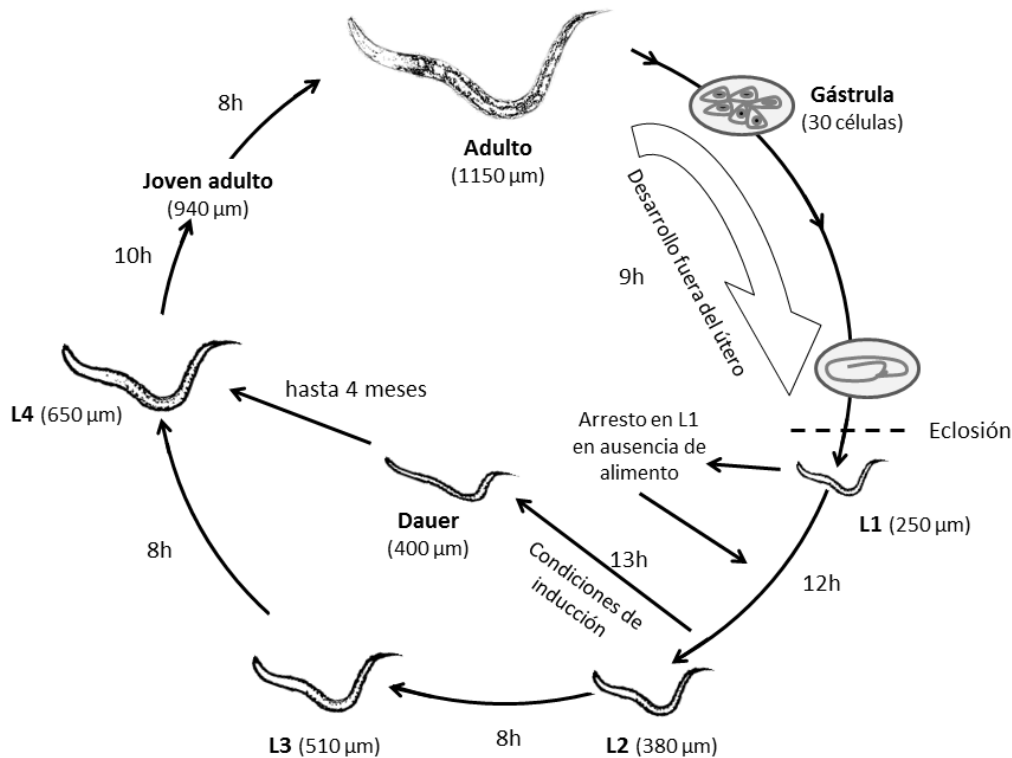 8h
Gástrula
(30 células)
Adulto
(1150 µm)
Joven adulto
(940 µm)
Desarrollo fuera del útero
10h
9h
hasta 4 meses
L4 (650 µm)
Arresto en L1
en ausencia de
alimento
Eclosión
L1 (250 µm)
Dauer
(400 µm)
8h
13h
12h
Condiciones de
inducción
L3 (510 µm)
8h
L2 (380 µm)